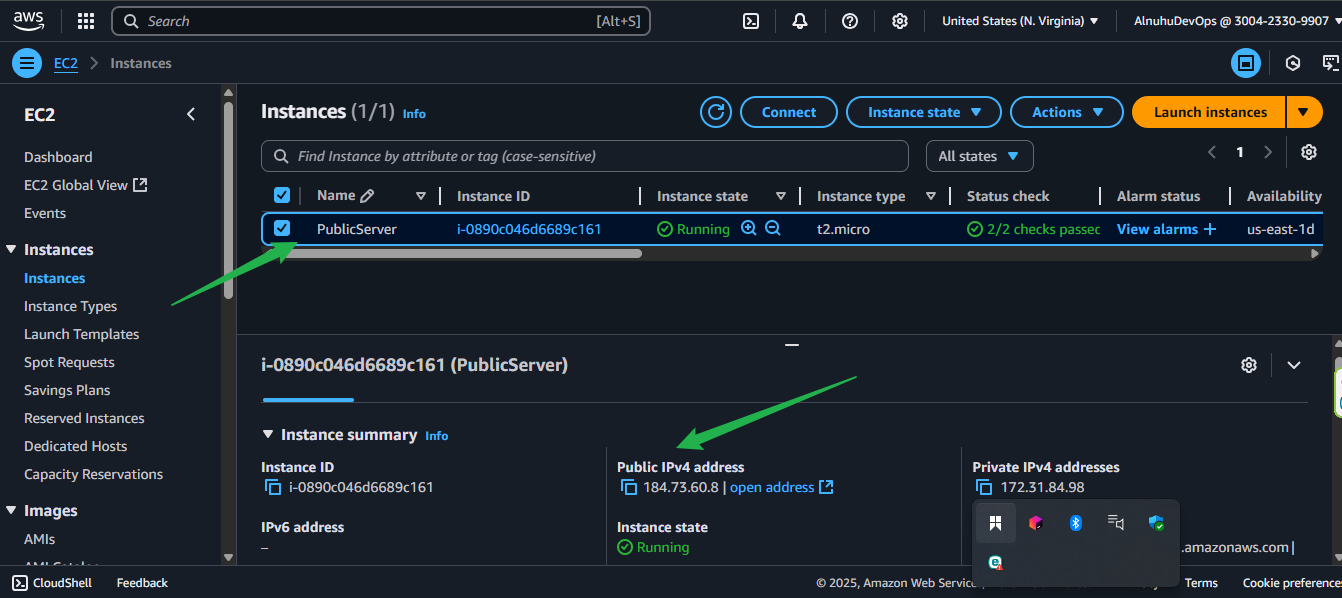 aws
Search [Alt+S]
United States (N. Virginia)
AlnuhuDevOps @ 3004-2330-9907
EC2
Instances
EC2
Dashboard
EC2 Global View
Events
Instances
Instances
Instance Types
Launch Templates
Spot Requests
Savings Plans
Reserved Instances
Dedicated Hosts
Capacity Reservations
Images
AMIs
Instances (1/1) Info
Connect
Instance state
Actions
Launch instances
Find Instance by attribute or tag (case-sensitive)
All states
1
Name Instance ID Instance state Instance type Status check Alarm status Availability
PublicServer i-0890c046d6689c161 Running t2.micro 2/2 checks passec View alarms + us-east-1d
i-0890c046d6689c161 (PublicServer)
Instance summary Info
Instance ID
i-0890c046d6689c161
IPv6 address
–
Public IPv4 address
184.73.60.8 | open address
Instance state
Running
Private IPv4 addresses
172.31.84.98
.amazonaws.com |
CloudShell Feedback
© 2025, Amazon Web Servic
Terms Cookie preferences